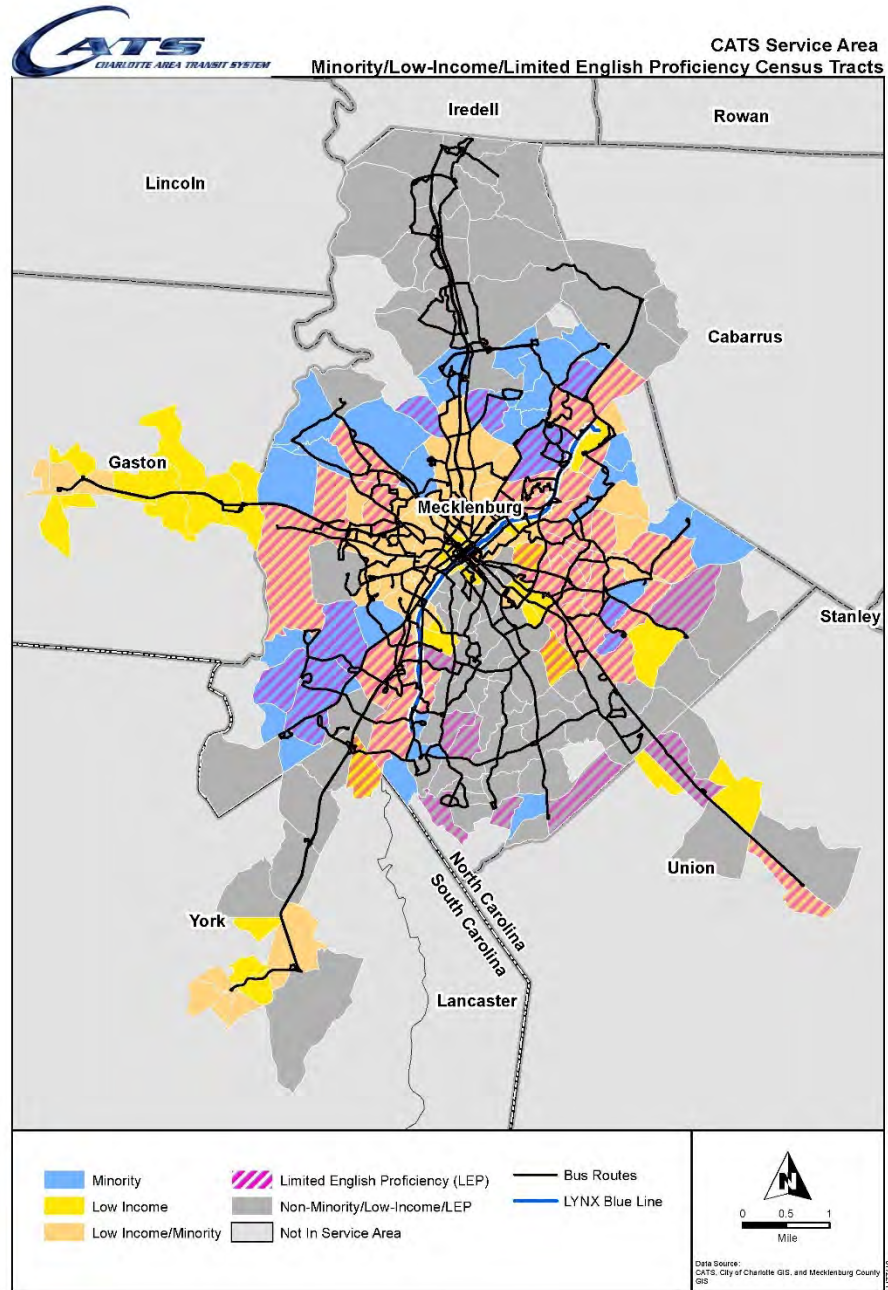 CATS
CHARLOTTE AREA TRANSIT SYSTEM
CATS Service Area
Minority/Low-Income/Limited English Proficiency Census Tracts
Iredell
Rowan
Lincoln
Cabarrus
Gaston
Mecklenburg
Stanley
Union
North Carolina
South Carolina
York
Lancaster
Minority
Low Income
Low Income/Minority
Limited English Proficiency (LEP)
Non-Minority/Low-Income/LEP
Not In Service Area
Bus Routes
LYNX Blue Line
N
0 0.5 1
Mile
Data Source:
CATS, City of Charlotte GIS, and Mecklenburg County
GIS